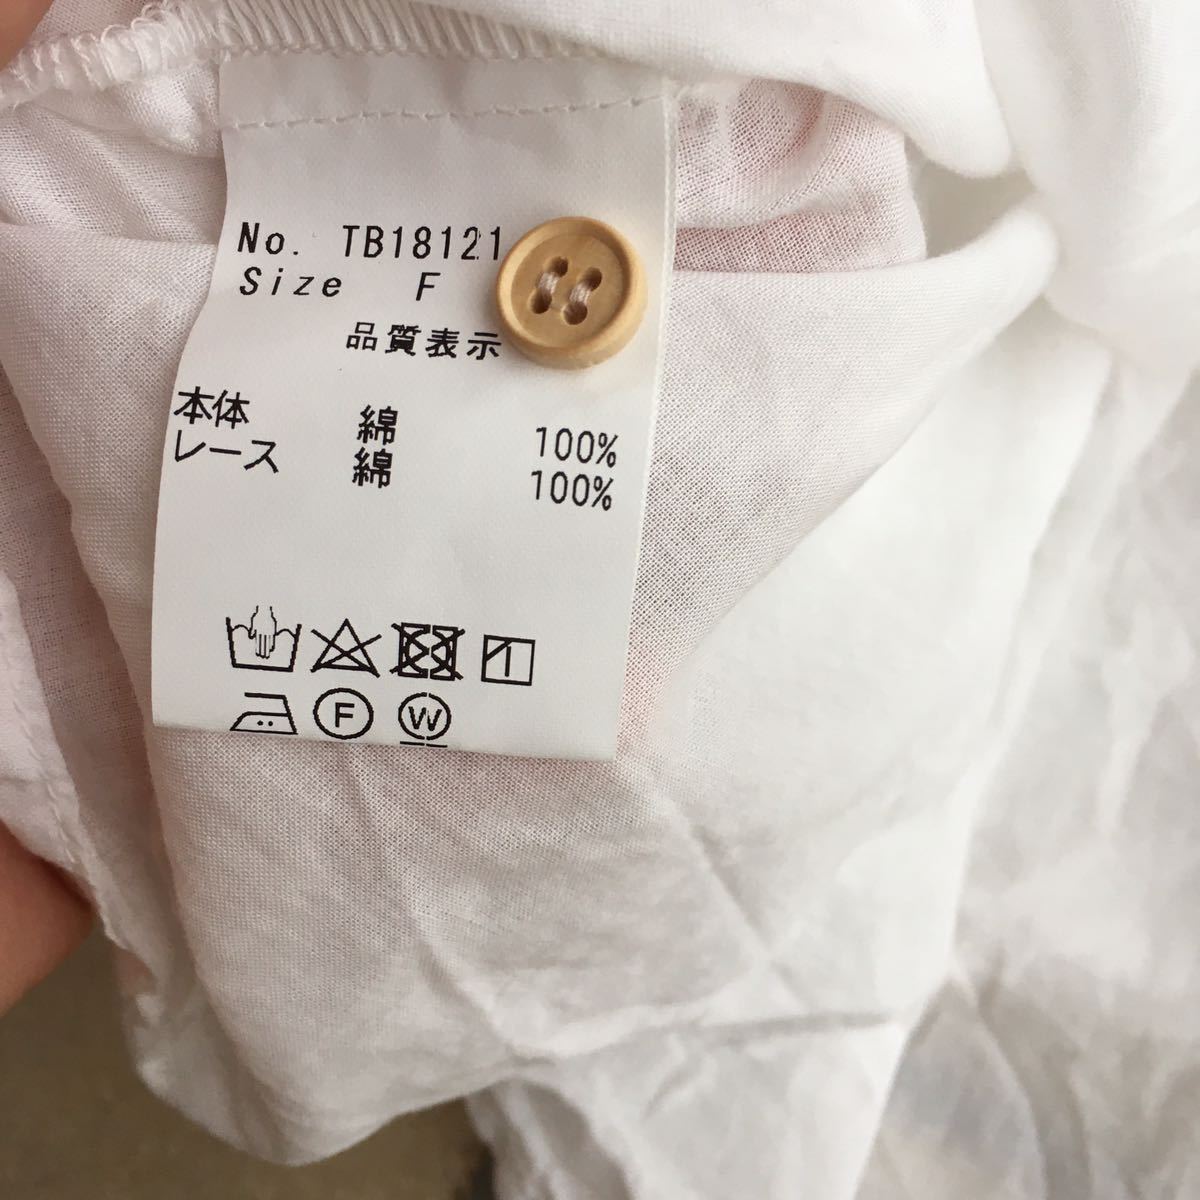 No. TB18121
Size F
品質表示
本体 綿 100%
レース 綿 100%
F W